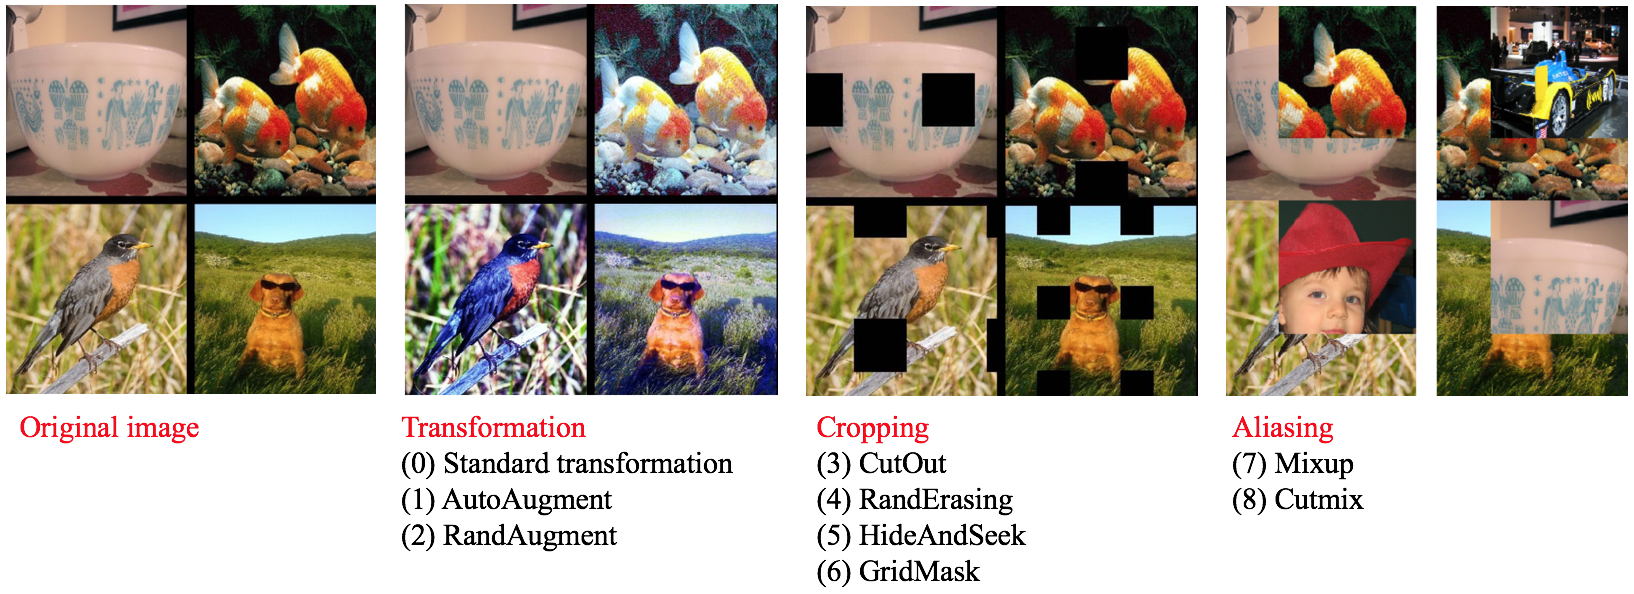 Original image
Transformation
(0) Standard transformation
(1) AutoAugment
(2) RandAugment
Cropping
(3) CutOut
(4) RandErasing
(5) HideAndSeek
(6) GridMask
Aliasing
(7) Mixup
(8) Cutmix